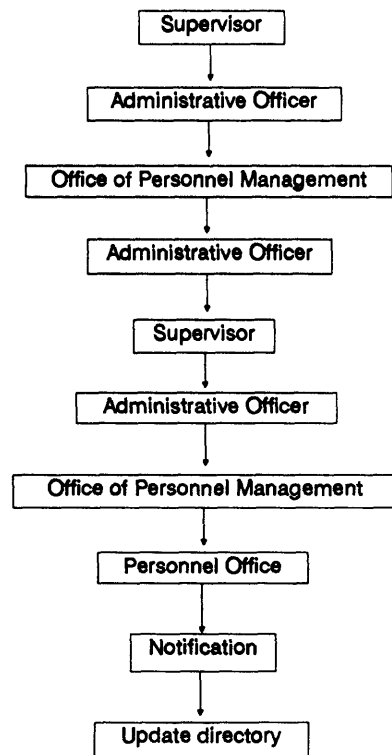 Supervisor
Administrative Officer
Office of Personnel Management
Administrative Officer
Supervisor
Administrative Officer
Office of Personnel Management
Personnel Office
Notification
Update directory